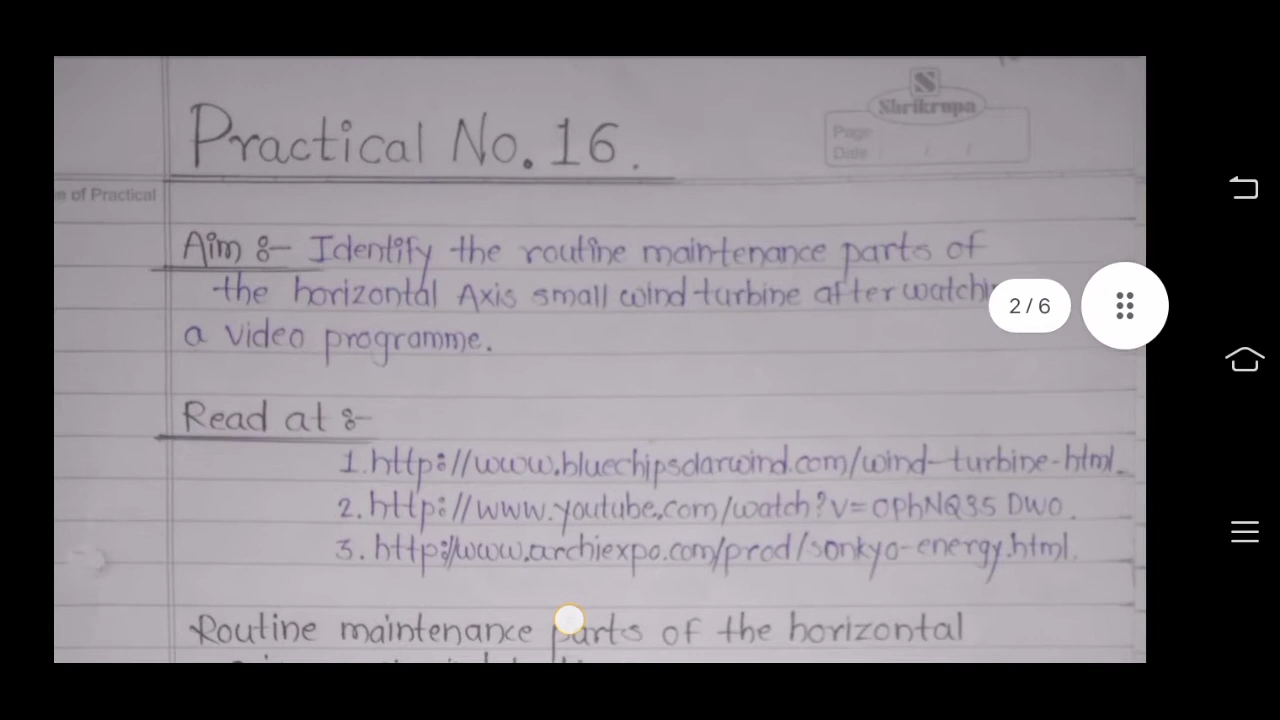 Shrikrupa
Page
Date / /
Practical No. 16.
e of Practical
Aim :- Identify the routine maintenance parts of
the horizontal Axis small wind turbine after watchi
2/6
a video programme.
Read at :-
1. http://www.bluechipsolarwind.com/wind-turbine-html.
2. http://www.youtube.com/watch?v=OPhNQ35 DWO.
3. http://www.archiexpo.com/prod/sonkyo-energy.html.
Routine maintenance parts of the horizontal